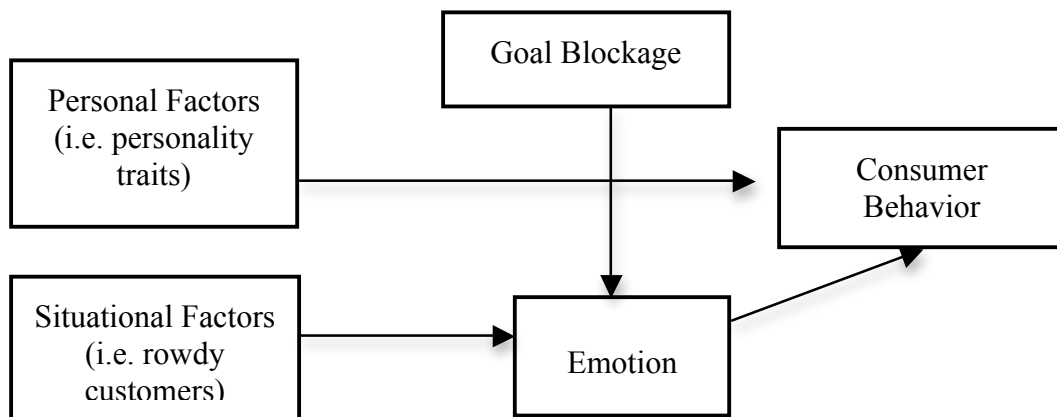 Goal Blockage
Personal Factors
(i.e. personality
traits)
Consumer
Behavior
Situational Factors
(i.e. rowdy
customers)
Emotion